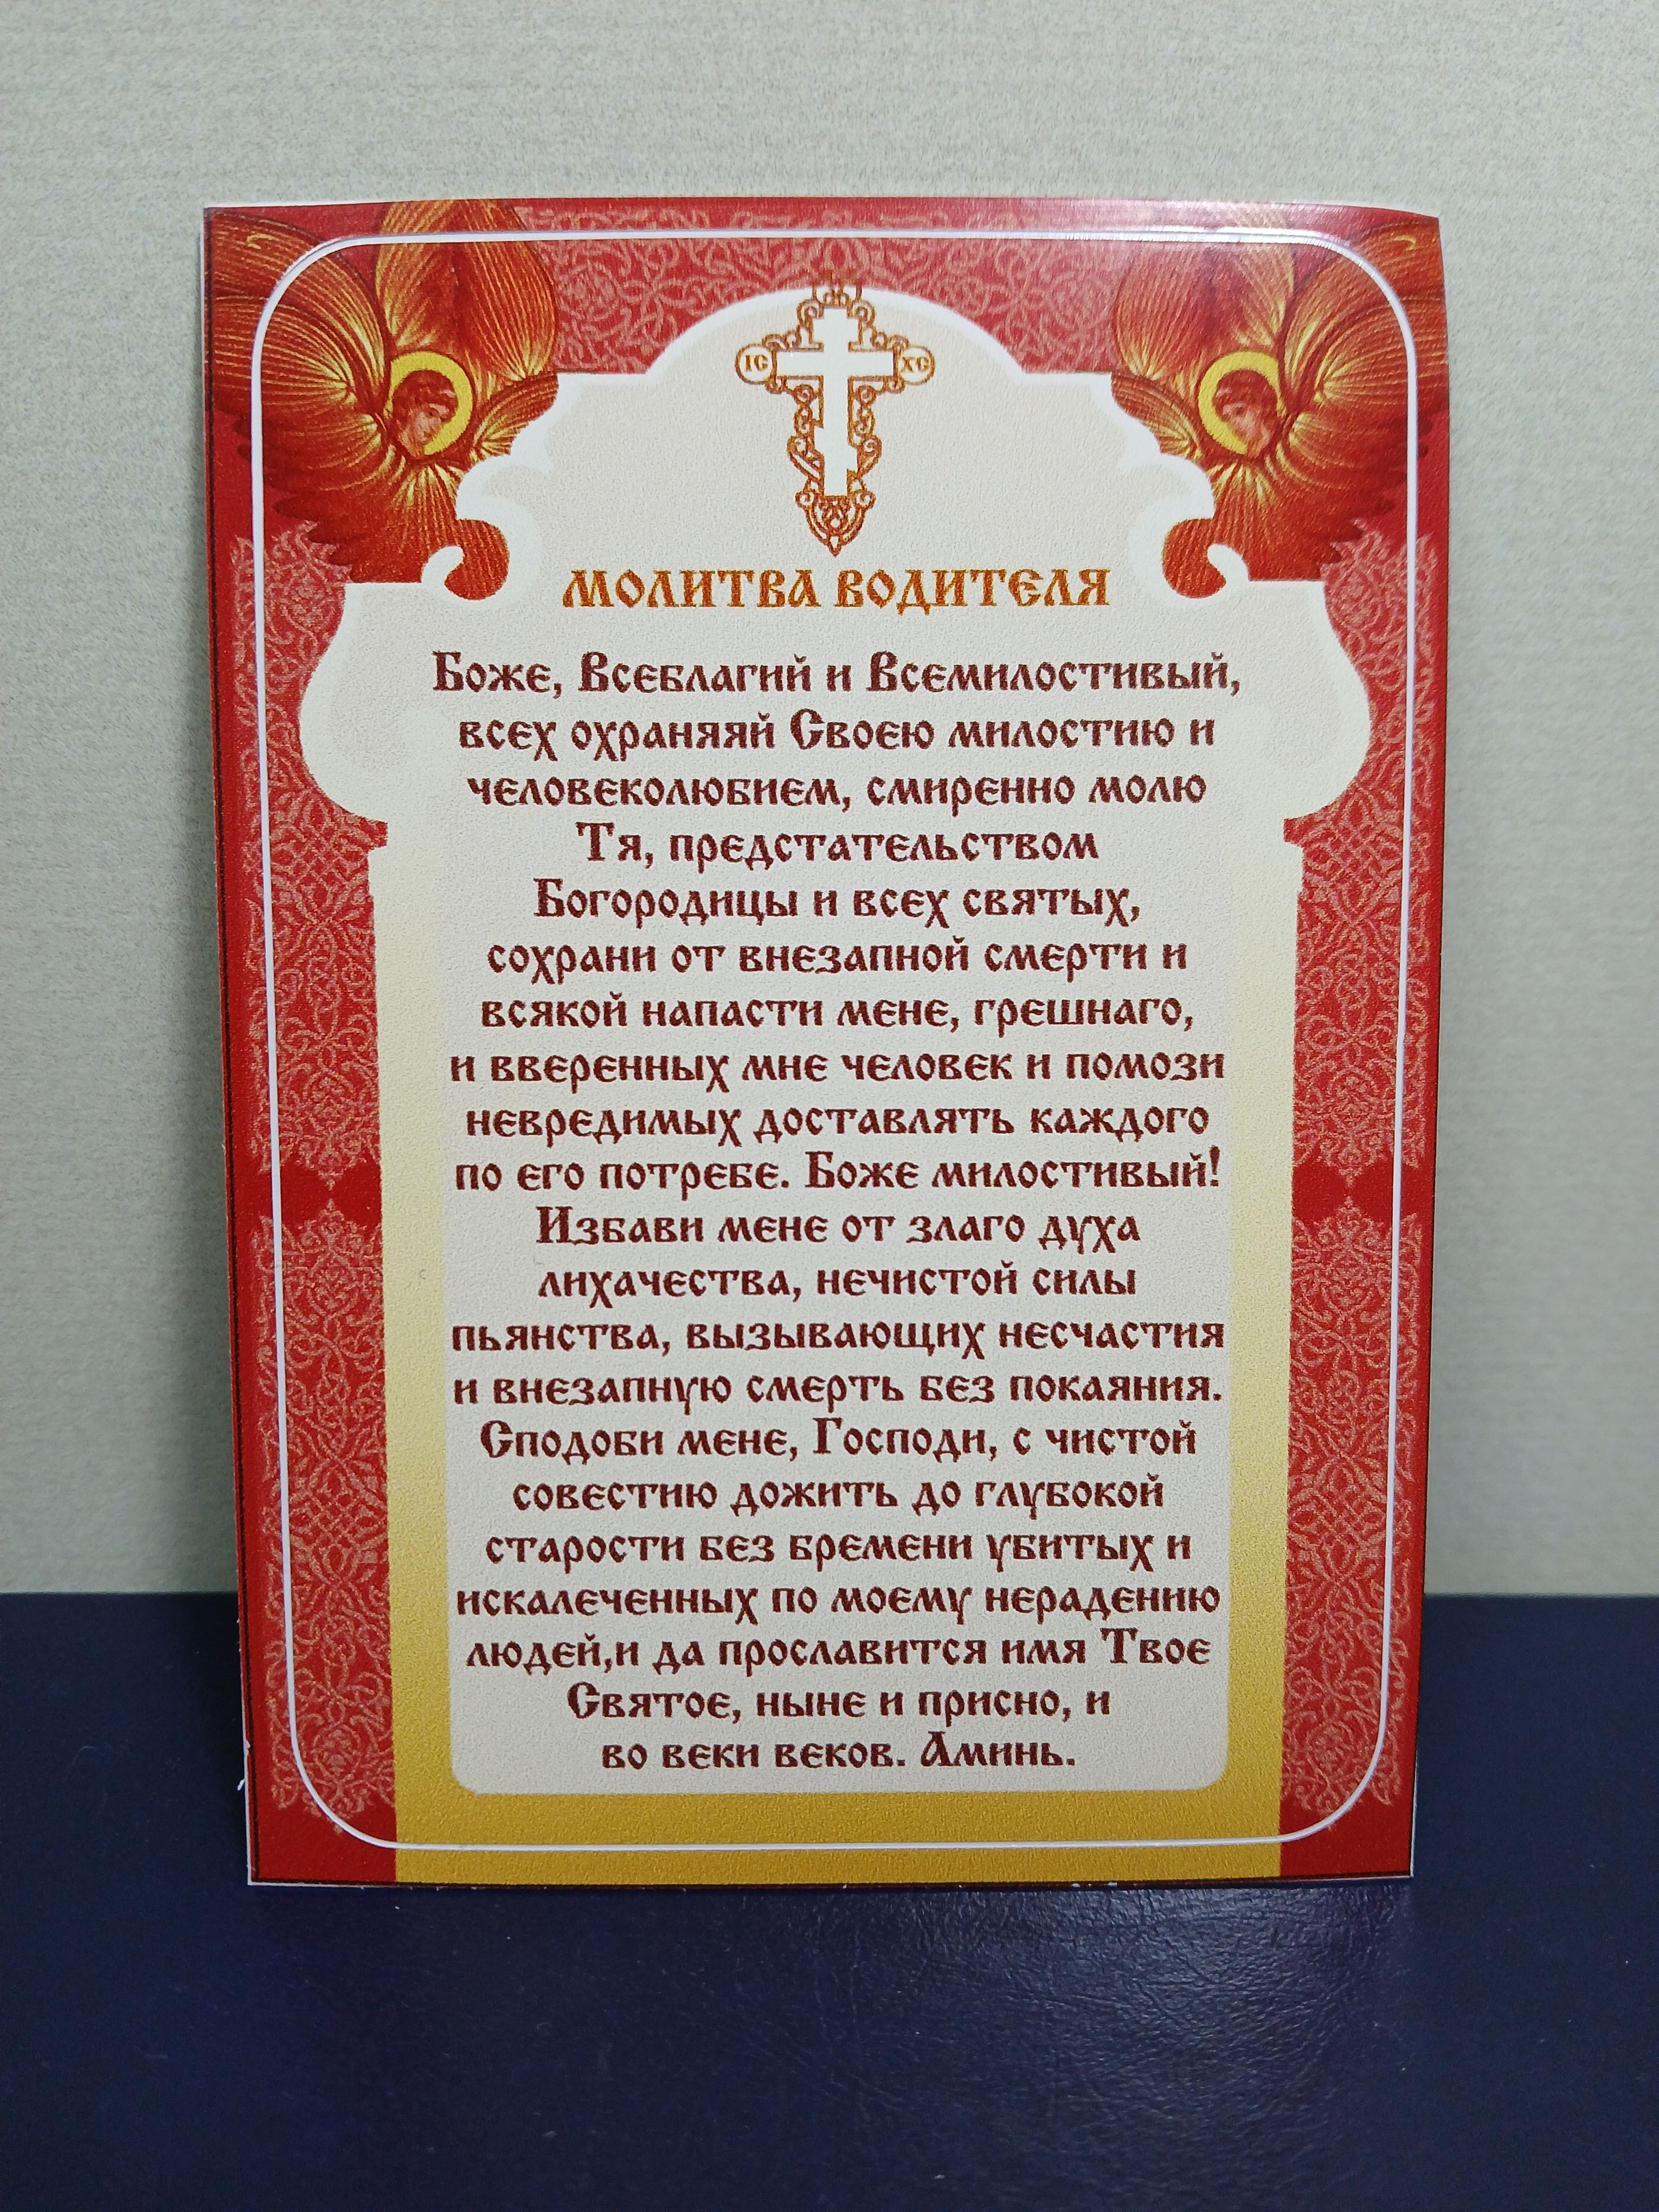 IC XC
МОЛИТВА ВОДИТЕЛЯ
Боже, Всеблагий и Всемилостивый,
всех охраняяй Своею милостию и
человеколюбием, смиренно молю
Тя, предстательством
Богородицы и всех святых,
сохрани от внезапной смерти и
всякой напасти мене, грешнаго,
и вверенных мне человек и помози
невредимых доставлять каждого
по его потребе. Боже милостивый!
Избави мене от злаго духа
лихачества, нечистой силы
пьянства, вызывающих несчастия
и внезапную смерть без покаяния.
Сподоби мене, Господи, с чистой
совестию дожить до глубокой
старости без бремени убитых и
искалеченных по моему нерадению
людей,и да прославится имя Твое
Святое, ныне и присно, и
во веки веков. Аминь.